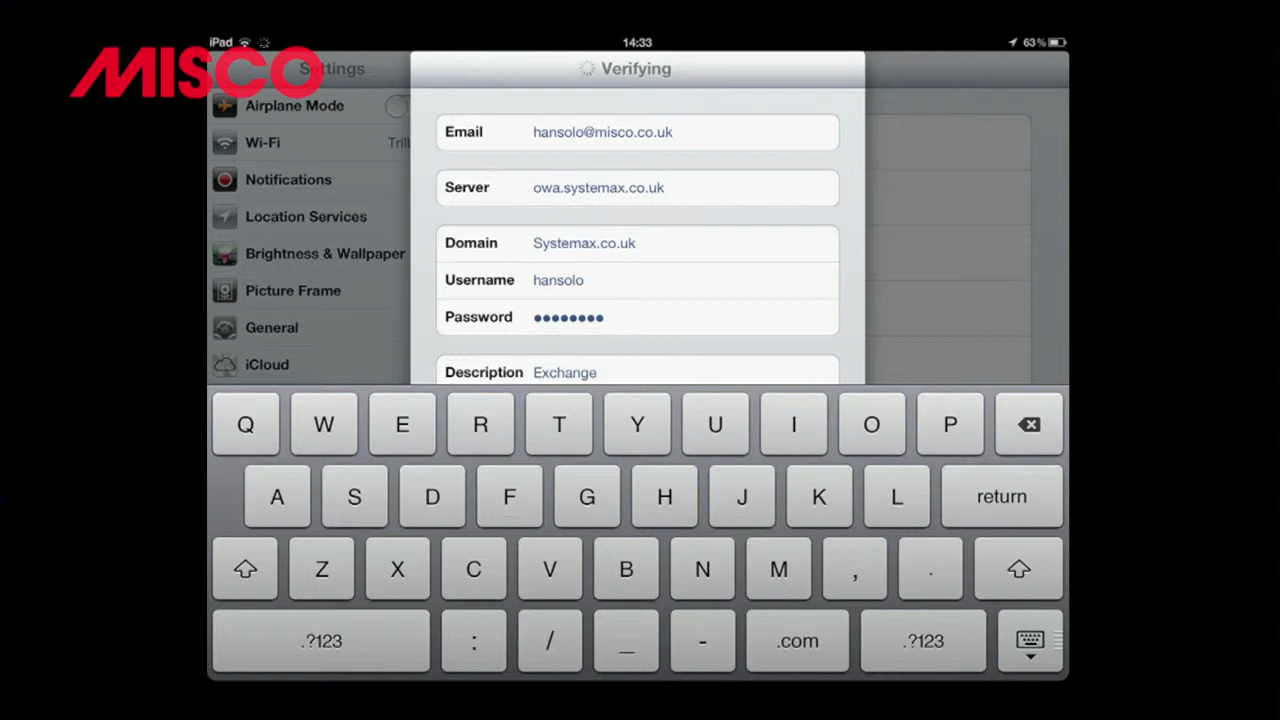 iPad 14:33 63%
MISCO
Settings
Verifying
Airplane Mode
Wi-Fi
Notifications
Location Services
Brightness & Wallpaper
Picture Frame
General
iCloud
Email hansolo@misco.co.uk
Server owa.systemax.co.uk
Domain Systemax.co.uk
Username hansolo
Password ••••••••
Description Exchange
Q W E R T Y U I O P
A S D F G H J K L return
Z X C V B N M , .
.?123 : / _ - .com .?123